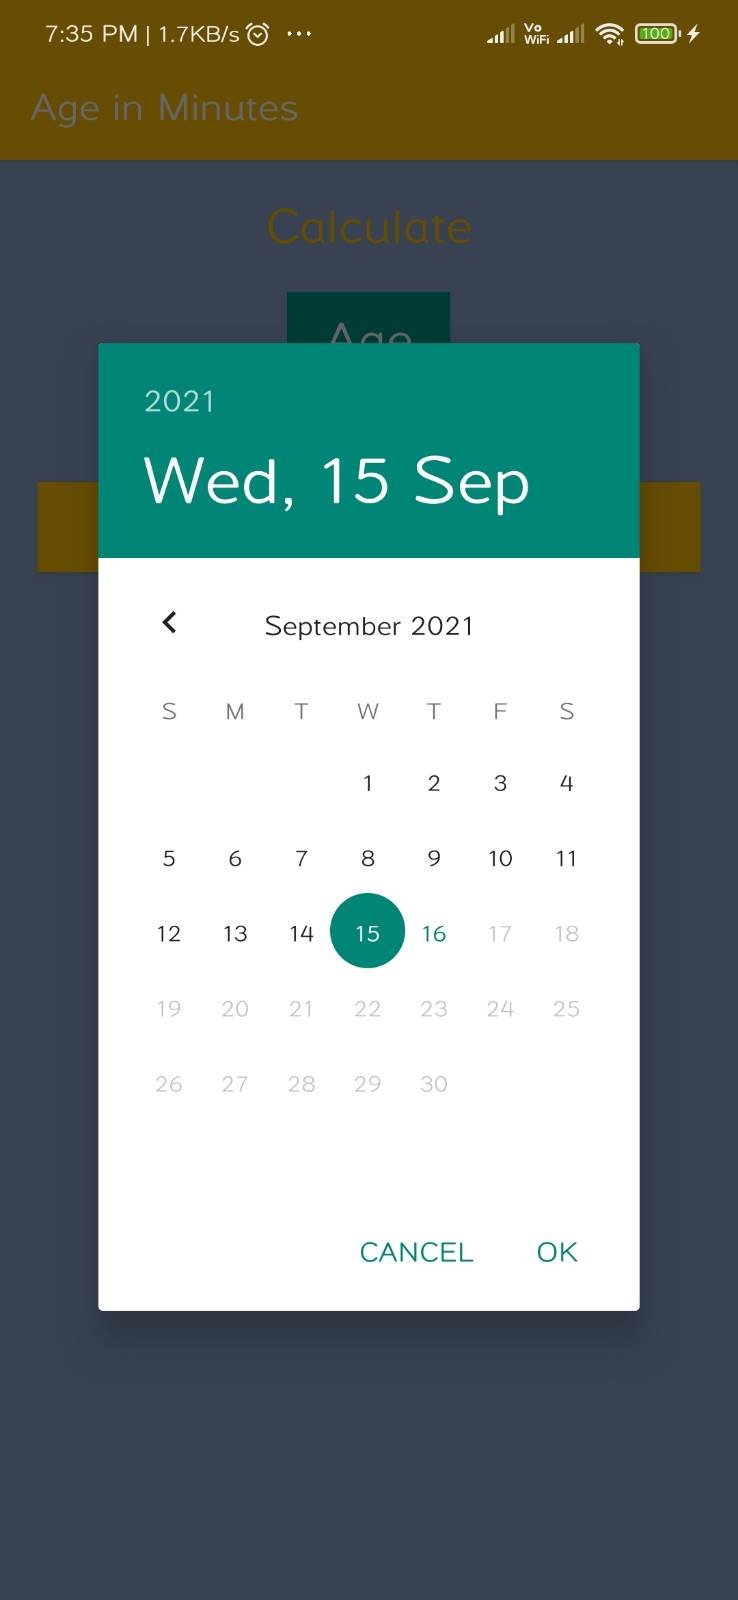 7:35 PM | 1.7KB/s ... Vo WiFi 100
Age in Minutes
Calculate
Age
2021
Wed, 15 Sep
September 2021
S M T W T F S
1 2 3 4
5 6 7 8 9 10 11
12 13 14 15 16 17 18
19 20 21 22 23 24 25
26 27 28 29 30
CANCEL OK